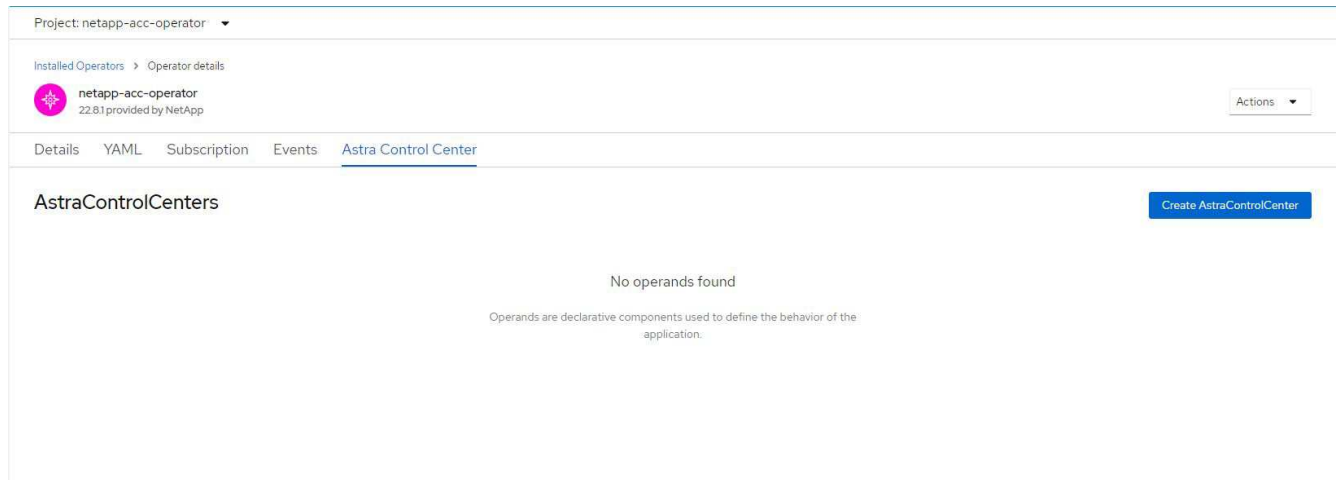 Project: netapp-acc-operator
Installed Operators > Operator details
netapp-acc-operator
22.8.1 provided by NetApp
Actions
Details YAML Subscription Events Astra Control Center
AstraControlCenters
Create AstraControlCenter
No operands found
Operands are declarative components used to define the behavior of the
application.